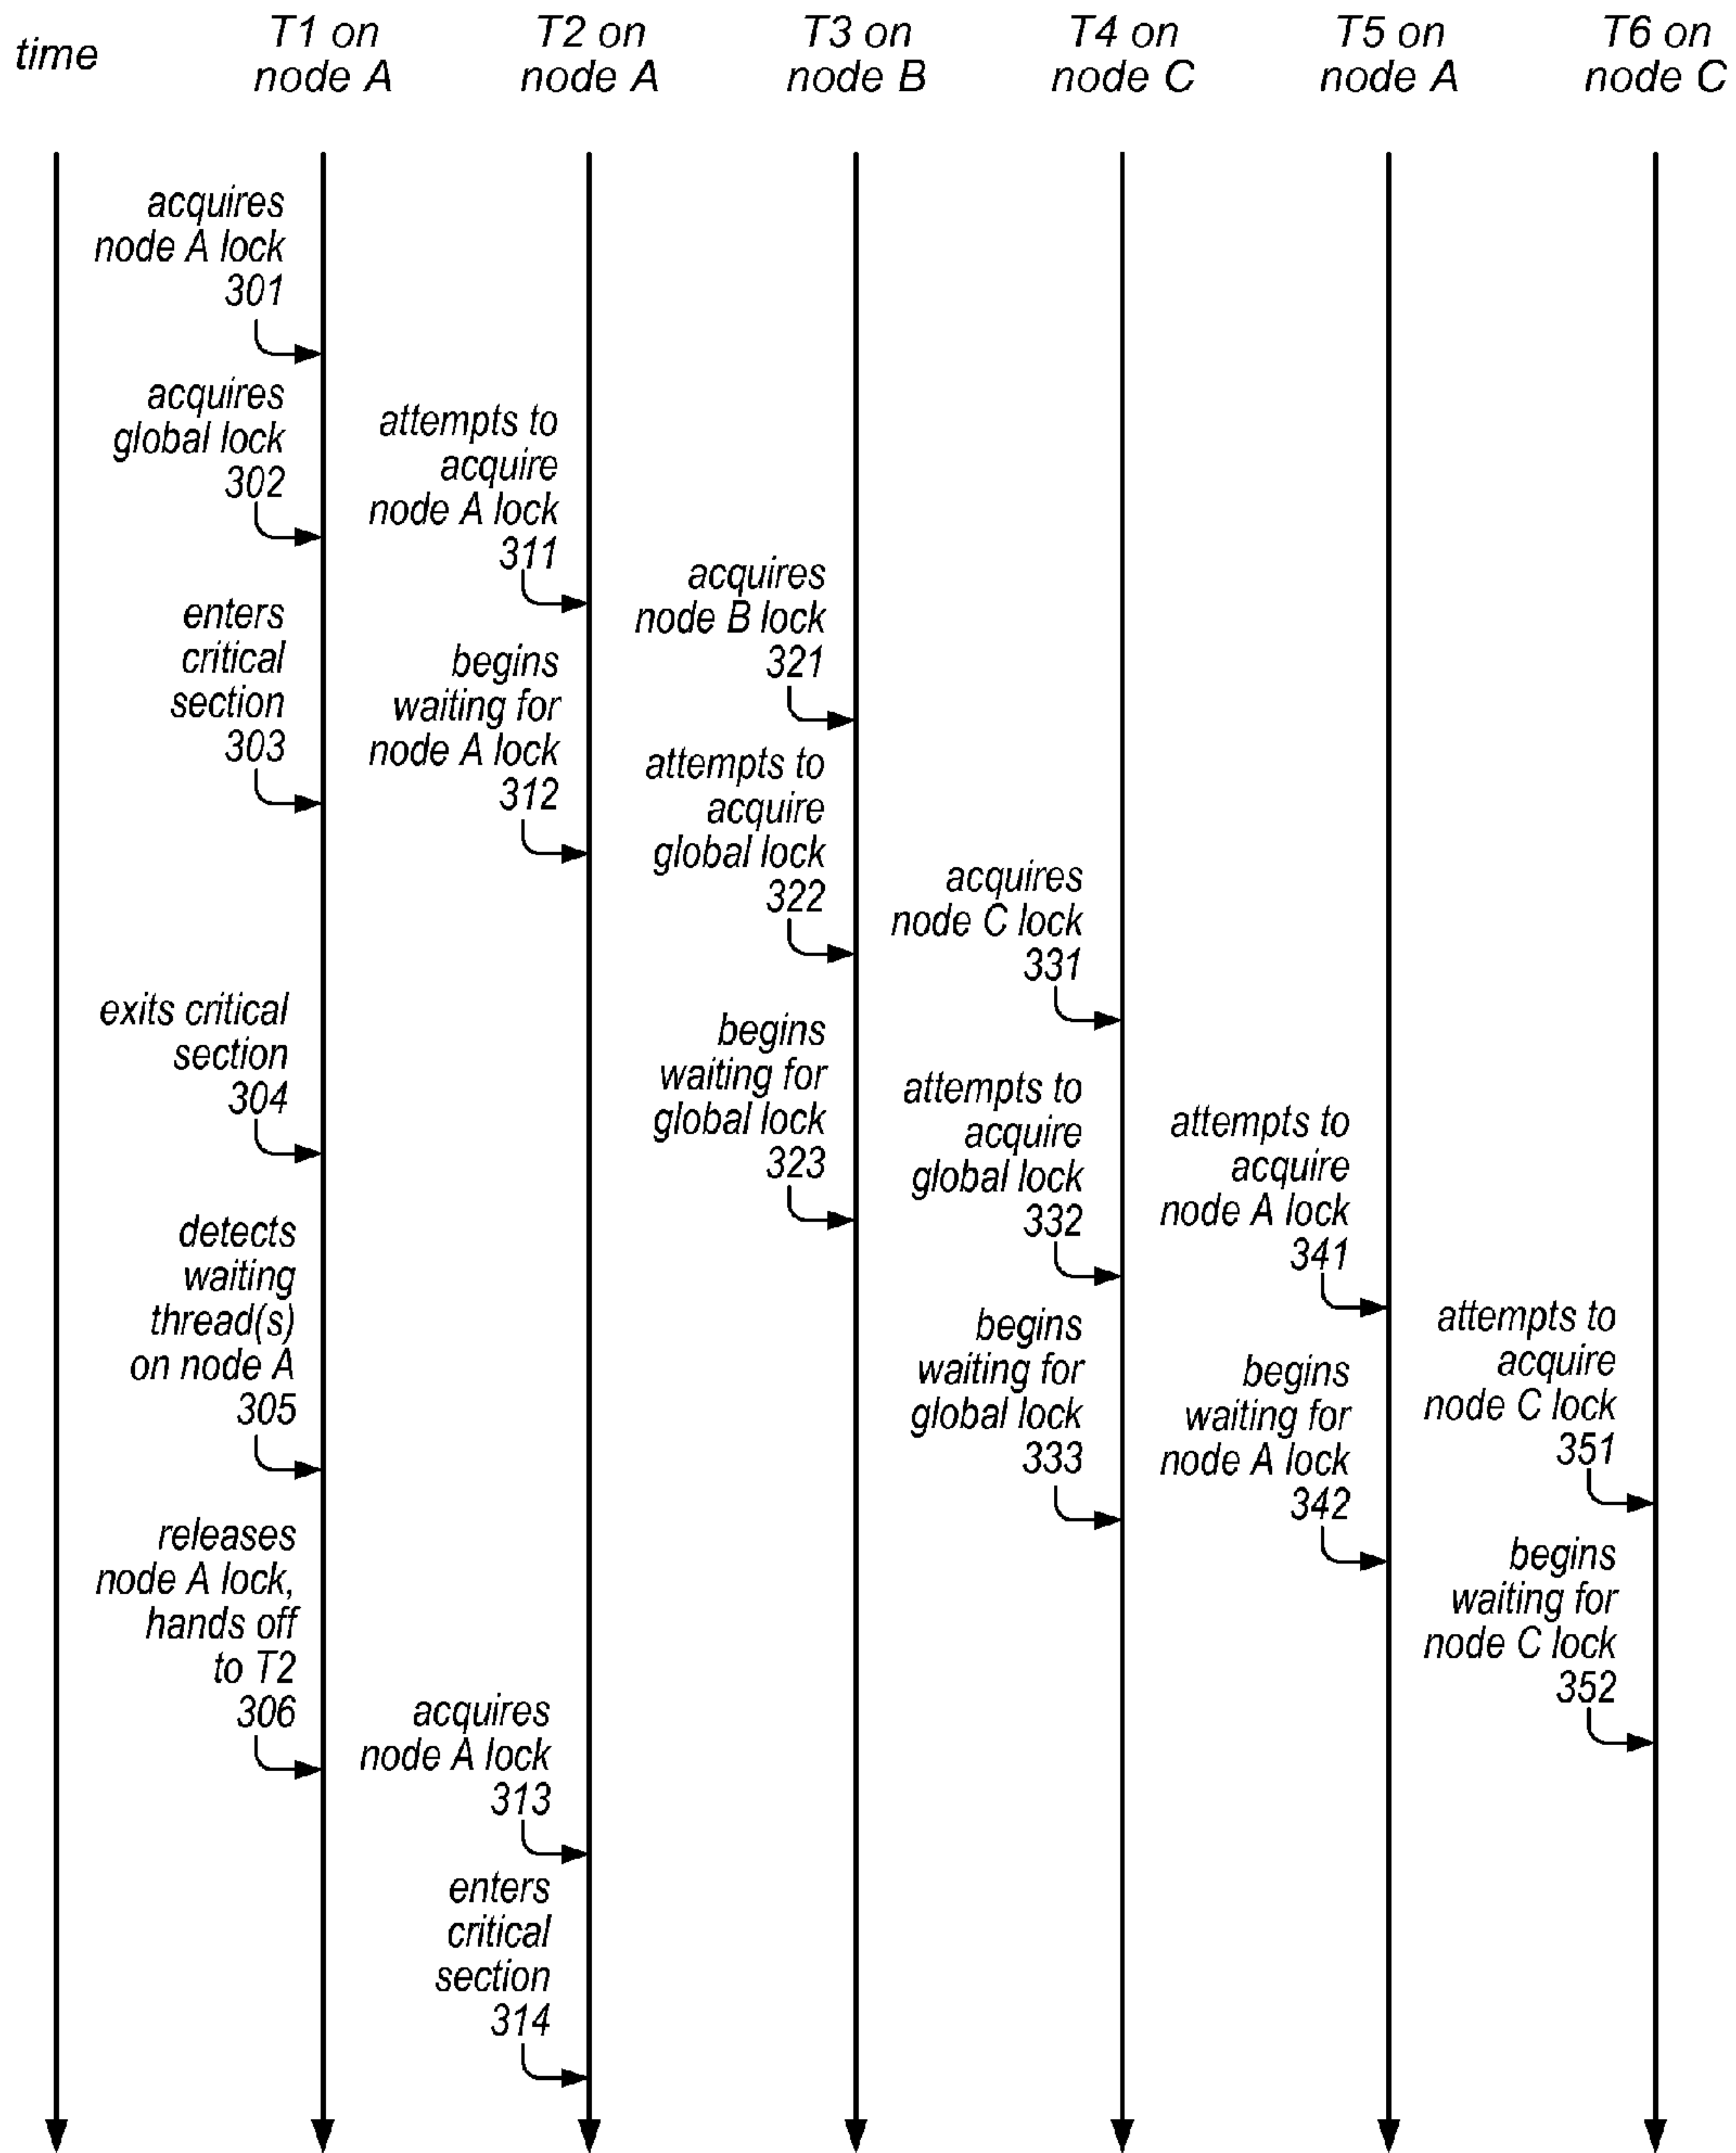 time
T1 on
node A
T2 on
node A
T3 on
node B
T4 on
node C
T5 on
node A
T6 on
node C
acquires
node A lock
301
acquires
global lock
302
enters
critical
section
303
exits critical
section
304
detects
waiting
thread(s)
on node A
305
releases
node A lock,
hands off
to T2
306
attempts to
acquire
node A lock
311
begins
waiting for
node A lock
312
acquires
node A lock
313
enters
critical
section
314
acquires
node B lock
321
attempts to
acquire
global lock
322
begins
waiting for
global lock
323
acquires
node C lock
331
attempts to
acquire
global lock
332
begins
waiting for
global lock
333
attempts to
acquire
node A lock
341
begins
waiting for
node A lock
342
attempts to
acquire
node C lock
351
begins
waiting for
node C lock
352